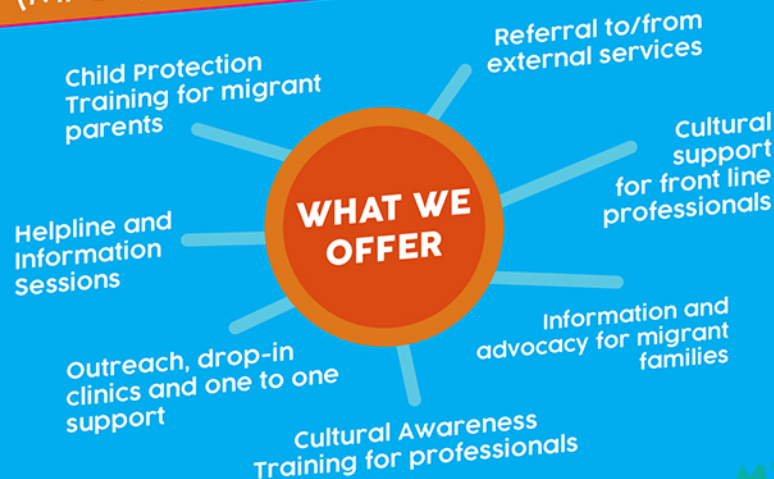 Referral to/from
external services
Child Protection
Training for migrant
parents
Cultural
support
for front line
professionals
WHAT WE
OFFER
Helpline and
Information
Sessions
Information and
advocacy for migrant
families
Outreach, drop-in
clinics and one to one
support
Cultural Awareness
Training for professionals